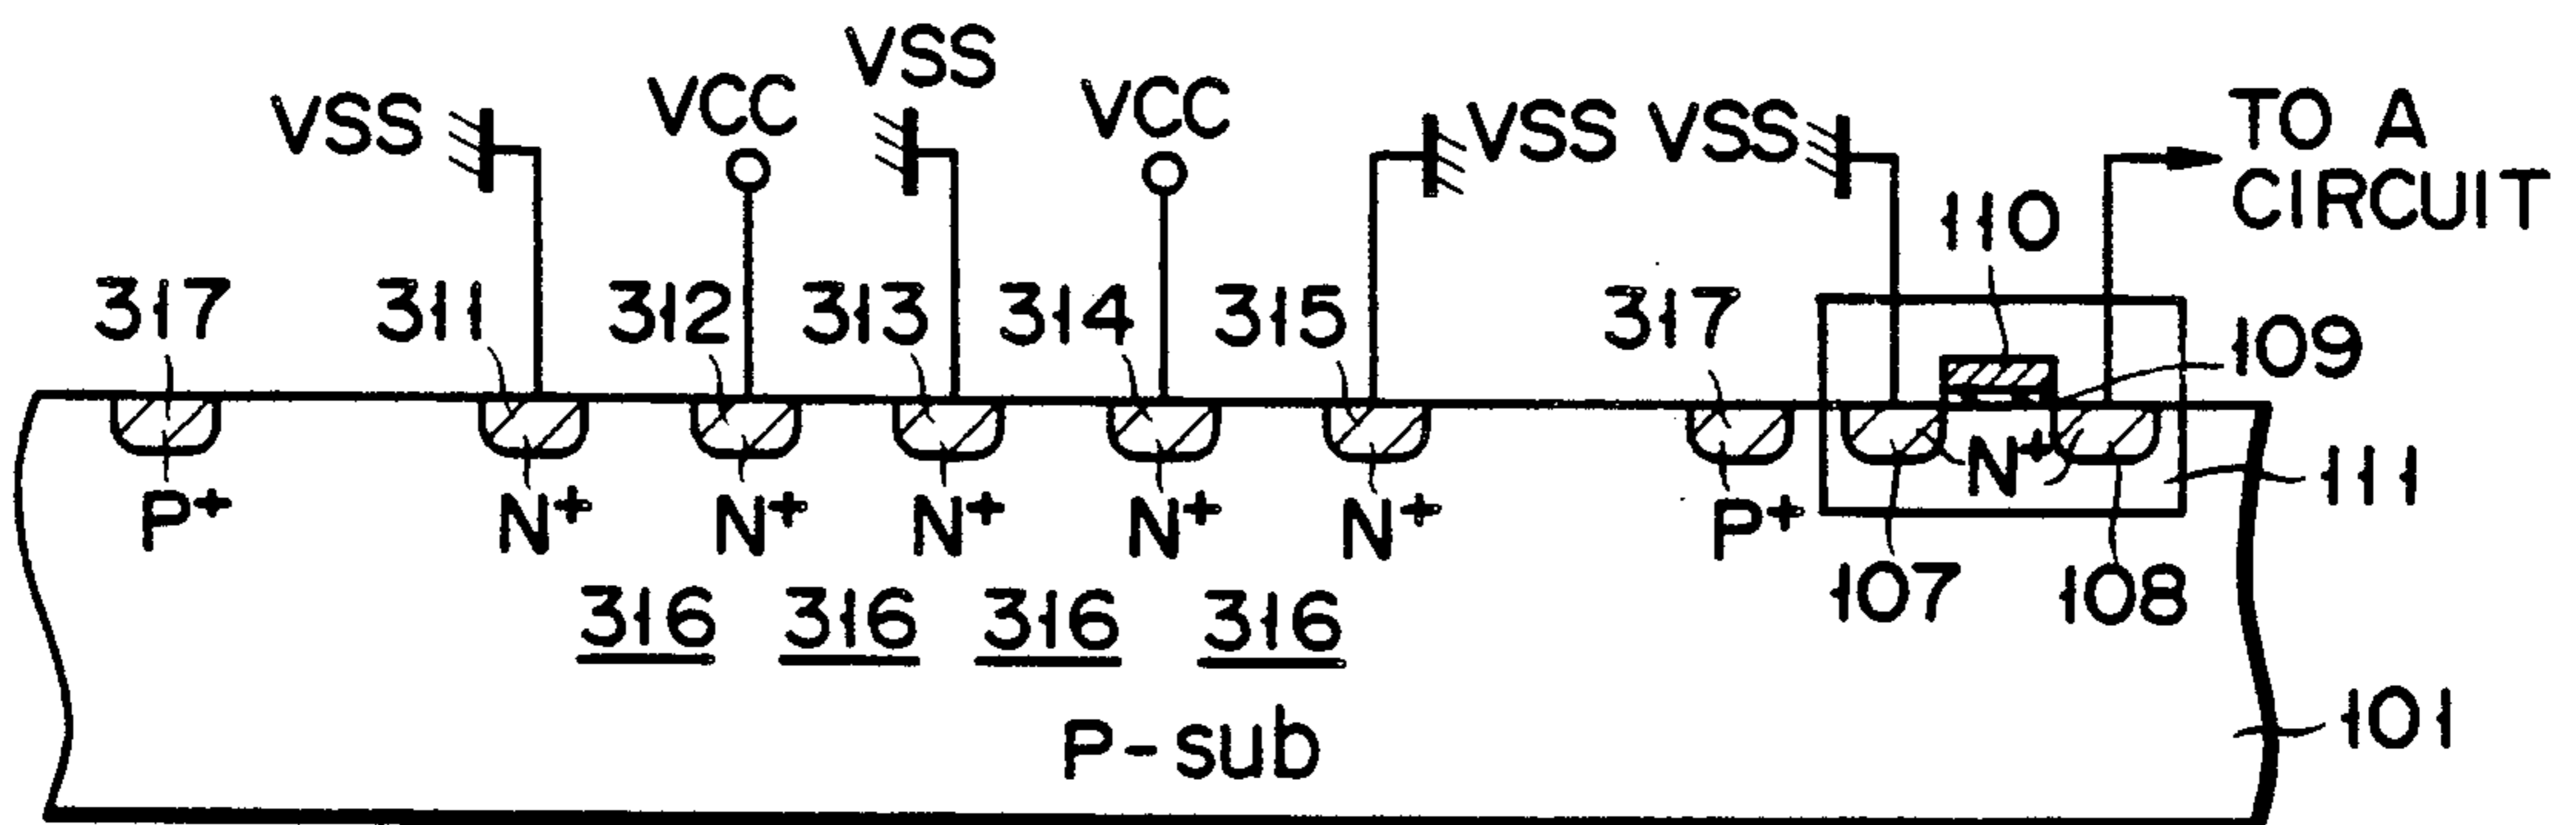 VSS
VCC
VSS
VCC
VSS VSS
TO A
CIRCUIT
110
317 311 312 313 314 315 317
109
P+ N+ N+ N+ N+ N+ P+ N+
111
316 316 316 316
107 108
P-sub
101